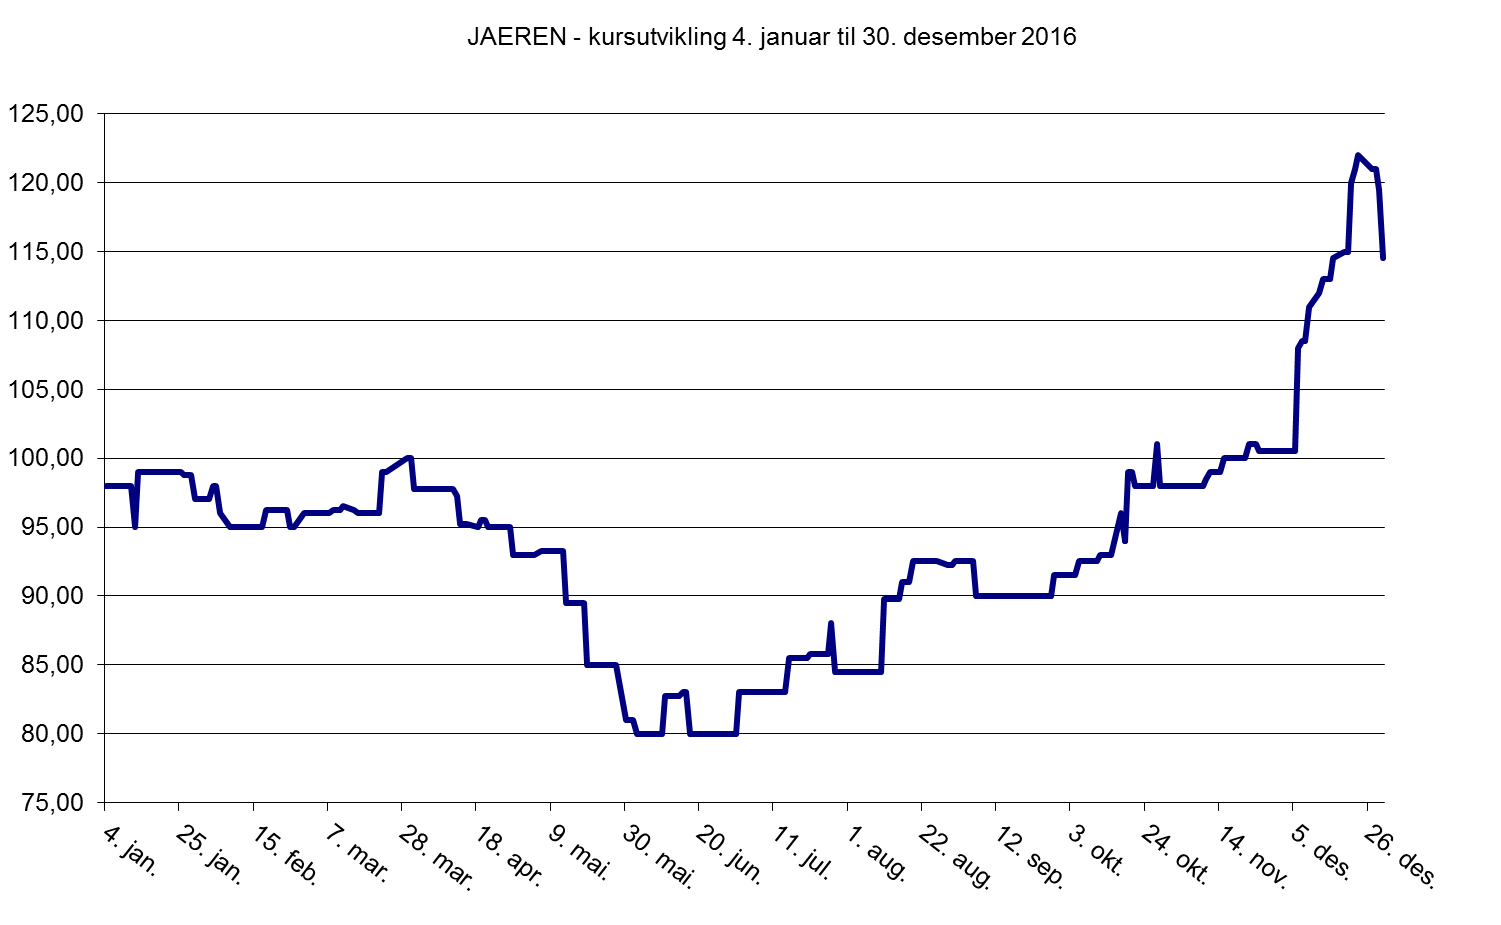 JAEREN - kursutvikling 4. januar til 30. desember 2016
125,00
120,00
115,00
110,00
105,00
100,00
95,00
90,00
85,00
80,00
75,00
4. jan.
25. jan.
15. feb.
7. mar.
28. mar.
18. apr.
9. mai.
30. mai.
20. jun.
11. jul.
1. aug.
22. aug.
12. sep.
3. okt.
24. okt.
14. nov.
5. des.
26. des.